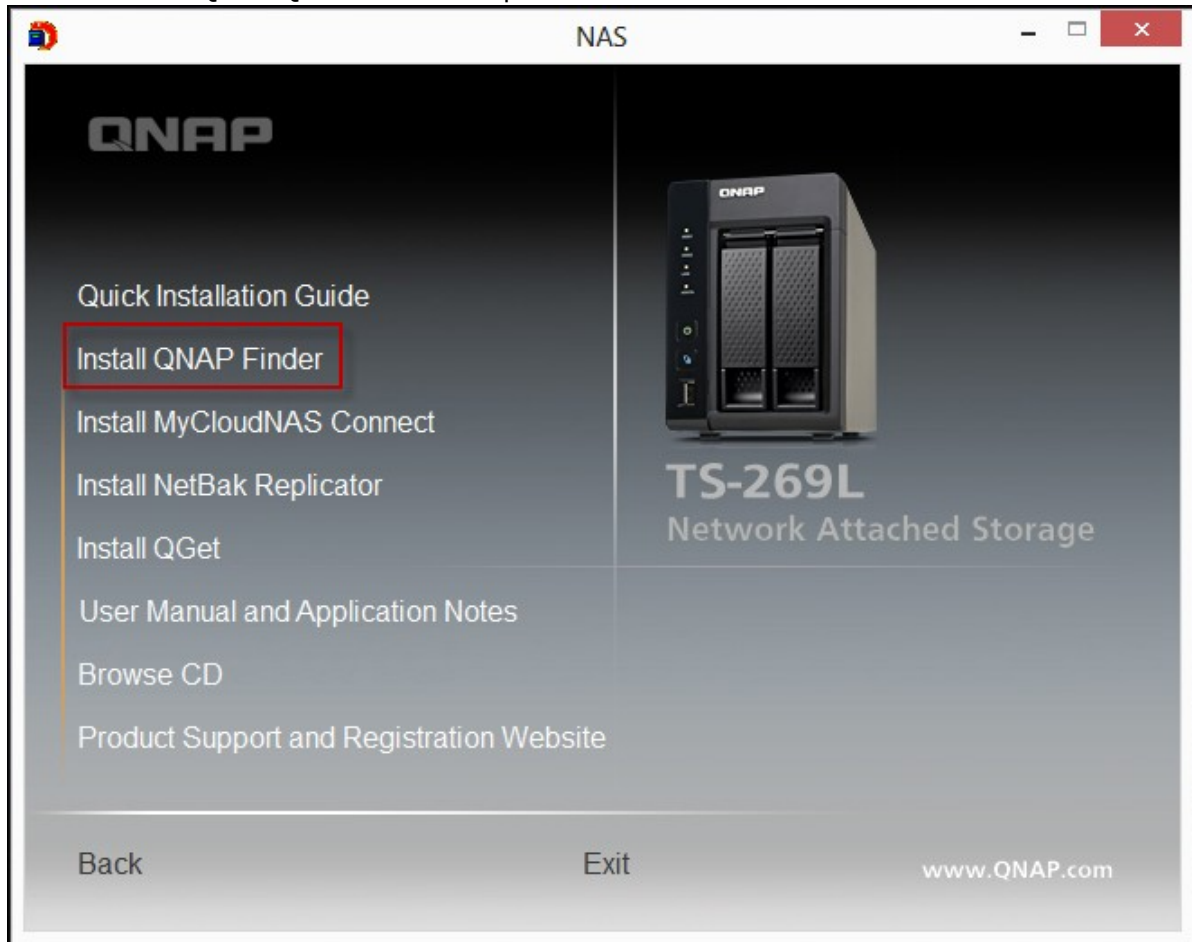 NAS
QNAP
QNAP
Quick Installation Guide
Install QNAP Finder
Install MyCloudNAS Connect
Install NetBak Replicator
Install QGet
User Manual and Application Notes
Browse CD
Product Support and Registration Website
TS-269L
Network Attached Storage
Back
Exit
www.QNAP.com